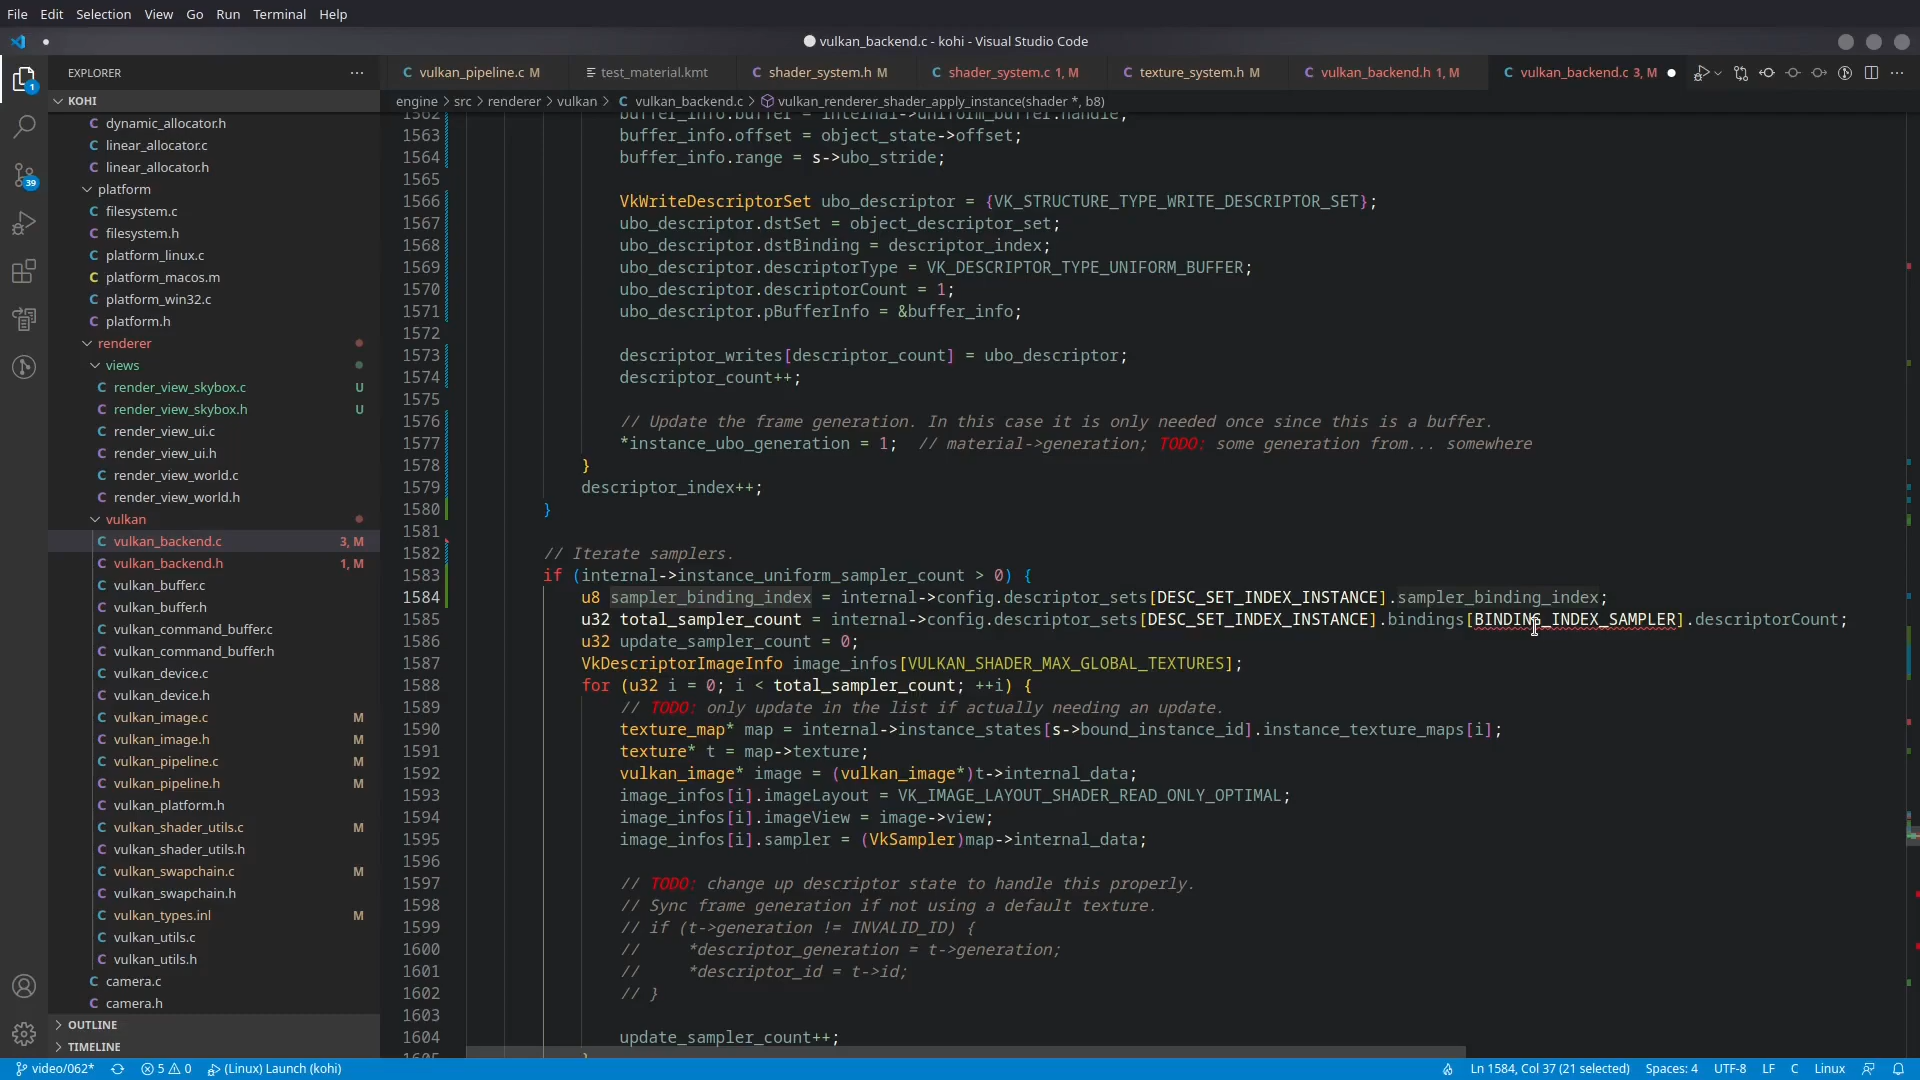 File Edit Selection View Go Run Terminal Help
vulkan_backend.c - kohi - Visual Studio Code
EXPLORER
vulkan_pipeline.c M test_material.kmt shader_system.h M shader_system.c 1, M texture_system.h M vulkan_backend.h 1, M vulkan_backend.c 3, M
KOHI
engine > src > renderer > vulkan > C vulkan_backend.c > vulkan_renderer_shader_apply_instance(shader *, b8)
dynamic_allocator.h
linear_allocator.c
linear_allocator.h
platform
filesystem.c
filesystem.h
platform_linux.c
platform_macos.m
platform_win32.c
platform.h
renderer
views
render_view_skybox.c U
render_view_skybox.h U
render_view_ui.c
render_view_ui.h
render_view_world.c
render_view_world.h
vulkan
vulkan_backend.c 3, M
vulkan_backend.h 1, M
vulkan_buffer.c
vulkan_buffer.h
vulkan_command_buffer.c
vulkan_command_buffer.h
vulkan_device.c
vulkan_device.h
vulkan_image.c M
vulkan_image.h M
vulkan_pipeline.c M
vulkan_pipeline.h M
vulkan_platform.h
vulkan_shader_utils.c M
vulkan_shader_utils.h
vulkan_swapchain.c M
vulkan_swapchain.h
vulkan_types.inl M
vulkan_utils.c
vulkan_utils.h
camera.c
camera.h
OUTLINE
TIMELINE
1562 buffer_info.buffer = internal->uniform_buffer.handle;
1563 buffer_info.offset = object_state->offset;
1564 buffer_info.range = s->ubo_stride;
1565
1566 VkWriteDescriptorSet ubo_descriptor = {VK_STRUCTURE_TYPE_WRITE_DESCRIPTOR_SET};
1567 ubo_descriptor.dstSet = object_descriptor_set;
1568 ubo_descriptor.dstBinding = descriptor_index;
1569 ubo_descriptor.descriptorType = VK_DESCRIPTOR_TYPE_UNIFORM_BUFFER;
1570 ubo_descriptor.descriptorCount = 1;
1571 ubo_descriptor.pBufferInfo = &buffer_info;
1572
1573 descriptor_writes[descriptor_count] = ubo_descriptor;
1574 descriptor_count++;
1575
1576 // Update the frame generation. In this case it is only needed once since this is a buffer.
1577 *instance_ubo_generation = 1;  // material->generation; TODO: some generation from... somewhere
1578 }
1579 descriptor_index++;
1580 }
1581
1582 // Iterate samplers.
1583 if (internal->instance_uniform_sampler_count > 0) {
1584 u8 sampler_binding_index = internal->config.descriptor_sets[DESC_SET_INDEX_INSTANCE].sampler_binding_index;
1585 u32 total_sampler_count = internal->config.descriptor_sets[DESC_SET_INDEX_INSTANCE].bindings[BINDING_INDEX_SAMPLER].descriptorCount;
1586 u32 update_sampler_count = 0;
1587 VkDescriptorImageInfo image_infos[VULKAN_SHADER_MAX_GLOBAL_TEXTURES];
1588 for (u32 i = 0; i < total_sampler_count; ++i) {
1589 // TODO: only update in the list if actually needing an update.
1590 texture_map* map = internal->instance_states[s->bound_instance_id].instance_texture_maps[i];
1591 texture* t = map->texture;
1592 vulkan_image* image = (vulkan_image*)t->internal_data;
1593 image_infos[i].imageLayout = VK_IMAGE_LAYOUT_SHADER_READ_ONLY_OPTIMAL;
1594 image_infos[i].imageView = image->view;
1595 image_infos[i].sampler = (VkSampler)map->internal_data;
1596
1597 // TODO: change up descriptor state to handle this properly.
1598 // Sync frame generation if not using a default texture.
1599 // if (t->generation != INVALID_ID) {
1600 //     *descriptor_generation = t->generation;
1601 //     *descriptor_id = t->id;
1602 // }
1603
1604 update_sampler_count++;
1605 }
video/062* 5 0 (Linux) Launch (kohi) Ln 1584, Col 37 (21 selected) Spaces: 4 UTF-8 LF C Linux